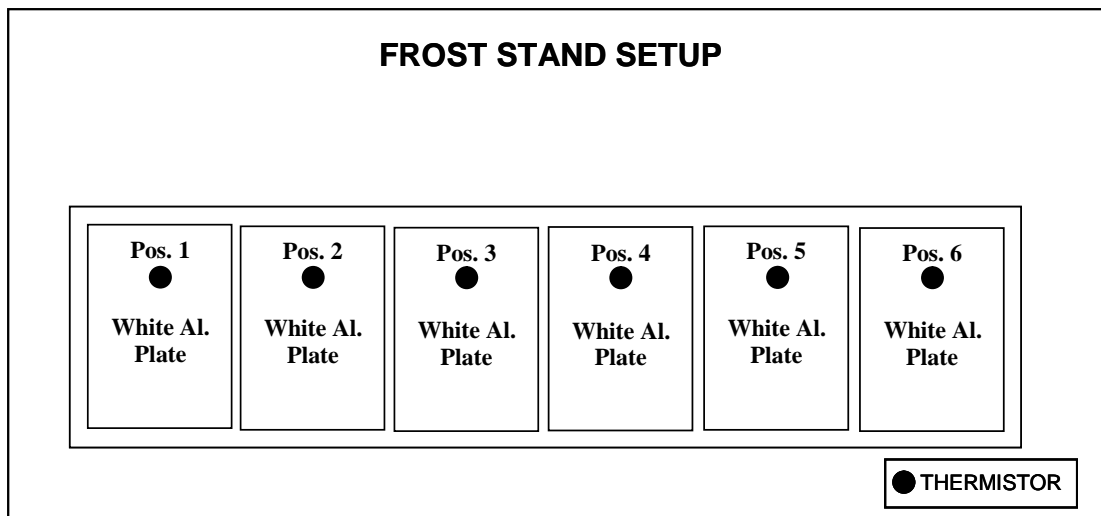 FROST STAND SETUP
Pos. 1
White Al.
Plate
Pos. 2
White Al.
Plate
Pos. 3
White Al.
Plate
Pos. 4
White Al.
Plate
Pos. 5
White Al.
Plate
Pos. 6
White Al.
Plate
THERMISTOR